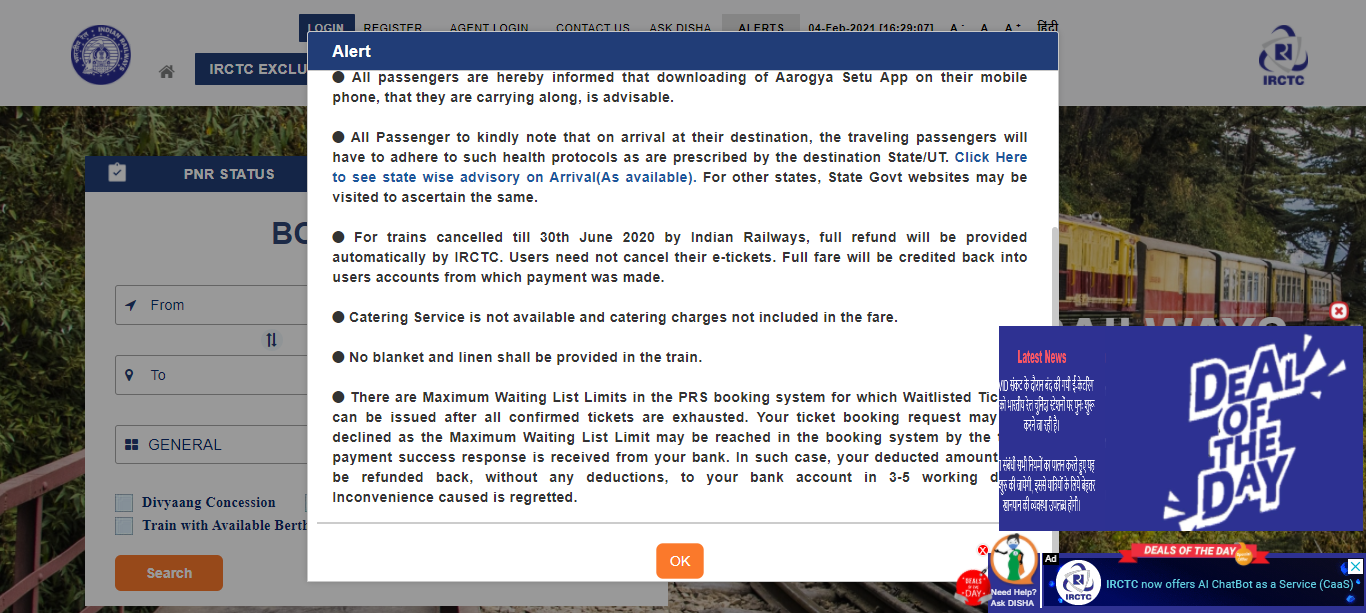 LOGIN REGISTER AGENT LOGIN CONTACT US ASK DISHA ALERTS 04-Feb-2021 [16:29:07] A- A A+ हिंदी
IRCTC EXCLU
IRCTC
Alert
● All passengers are hereby informed that downloading of Aarogya Setu App on their mobile
phone, that they are carrying along, is advisable.
● All Passenger to kindly note that on arrival at their destination, the traveling passengers will
have to adhere to such health protocols as are prescribed by the destination State/UT. Click Here
to see state wise advisory on Arrival(As available). For other states, State Govt websites may be
visited to ascertain the same.
● For trains cancelled till 30th June 2020 by Indian Railways, full refund will be provided
automatically by IRCTC. Users need not cancel their e-tickets. Full fare will be credited back into
users accounts from which payment was made.
● Catering Service is not available and catering charges not included in the fare.
● No blanket and linen shall be provided in the train.
● There are Maximum Waiting List Limits in the PRS booking system for which Waitlisted Tic
can be issued after all confirmed tickets are exhausted. Your ticket booking request may
declined as the Maximum Waiting List Limit may be reached in the booking system by the
payment success response is received from your bank. In such case, your deducted amount
be refunded back, without any deductions, to your bank account in 3-5 working d
Inconvenience caused is regretted.
OK
PNR STATUS
BO
From
To
GENERAL
Divyaang Concession
Train with Available Berth
Search
Latest News
संकट के दौरान बंद की गयी ई-केटरिंग
को भारतीय रेल चुनिंदा स्टेशनों पर पुनः शुरू
करने जा रही है।
संबंधी सभी नियमों का पालन करते हुए यह
शुरू की जायेगी, इससे यात्रियों के लिये बेहतर
खानपान की व्यवस्था उपलब्ध होगी।
DEAL
OF
THE
DAY
DEALS
OF THE
DAY
Need Help?
Ask DISHA
Ad
DEALS OF THE DAY
IRCTC
IRCTC now offers AI ChatBot as a Service (CaaS)